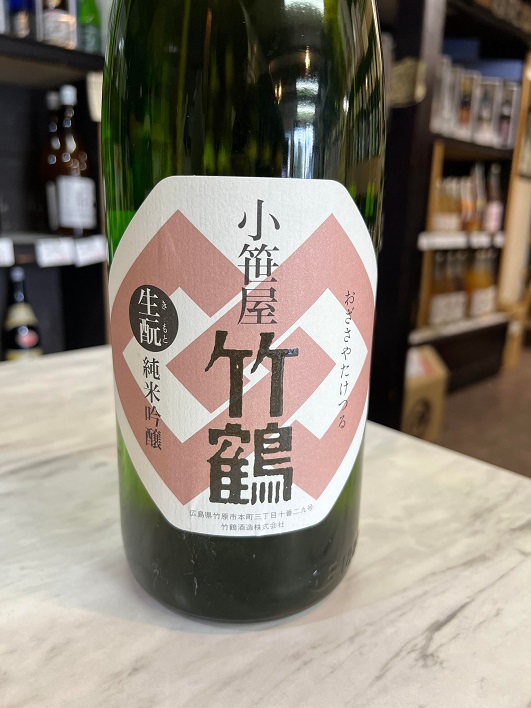 おざさやたけつる
小笹屋
竹鶴
きもと
生酛
純米吟醸
広島県竹原市本町三丁目十番二九号
竹鶴酒造株式会社